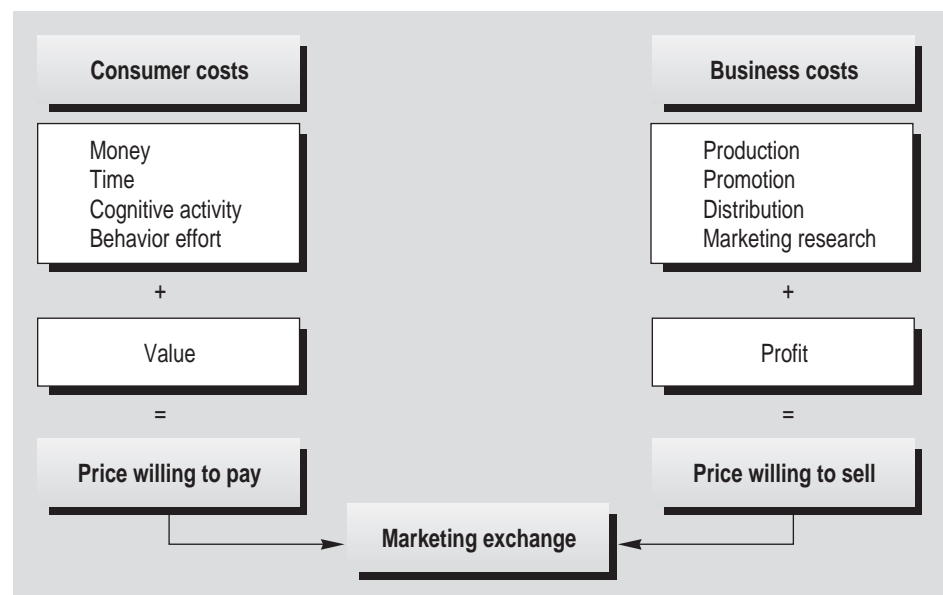 Consumer costs
Money
Time
Cognitive activity
Behavior effort
+
Value
=
Price willing to pay
Business costs
Production
Promotion
Distribution
Marketing research
+
Profit
=
Price willing to sell
Marketing exchange